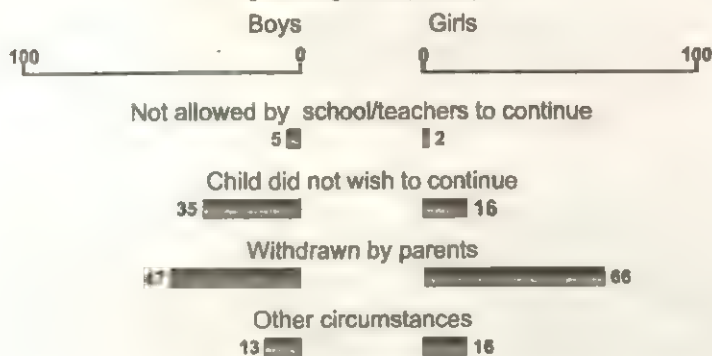 Boys Girls
100 0 0 100
Not allowed by school/teachers to continue
5 2
Child did not wish to continue
35 16
Withdrawn by parents
47 66
Other circumstances
13 16